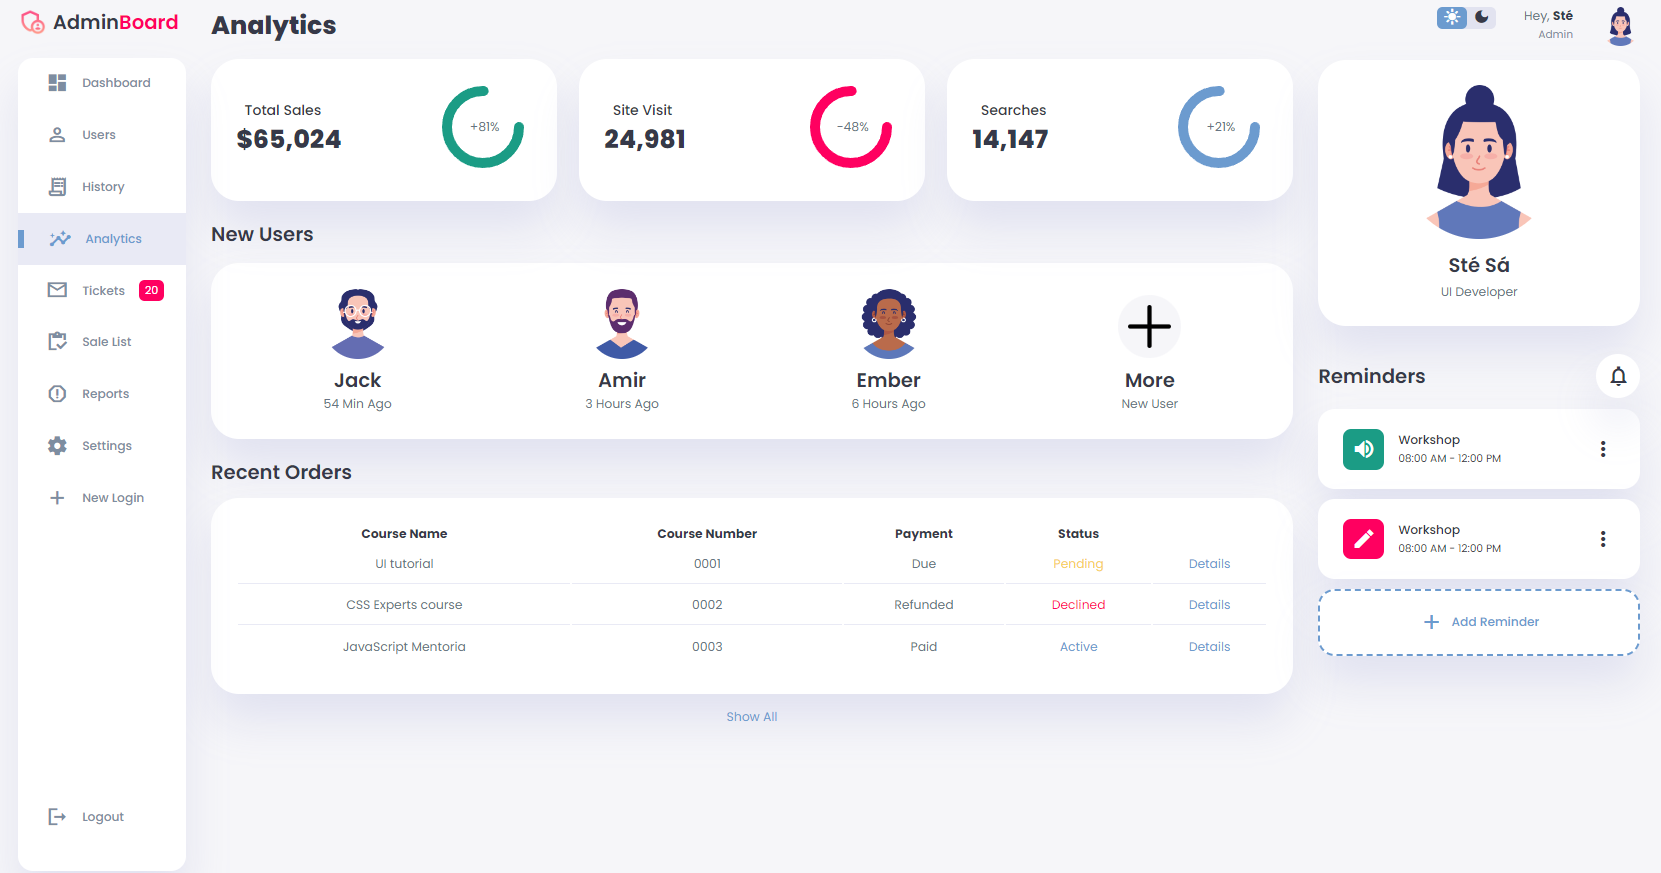 AdminBoard
Analytics
Hey, Sté
Admin
Dashboard
Users
History
Analytics
Tickets 20
Sale List
Reports
Settings
New Login
Logout
Total Sales
$65,024
+81%
Site Visit
24,981
-48%
Searches
14,147
+21%
New Users
Jack
54 Min Ago
Amir
3 Hours Ago
Ember
6 Hours Ago
More
New User
Recent Orders
Course Name Course Number Payment Status
UI tutorial 0001 Due Pending Details
CSS Experts course 0002 Refunded Declined Details
JavaScript Mentoria 0003 Paid Active Details
Show All
Sté Sá
UI Developer
Reminders
Workshop
08:00 AM - 12:00 PM
Workshop
08:00 AM - 12:00 PM
Add Reminder